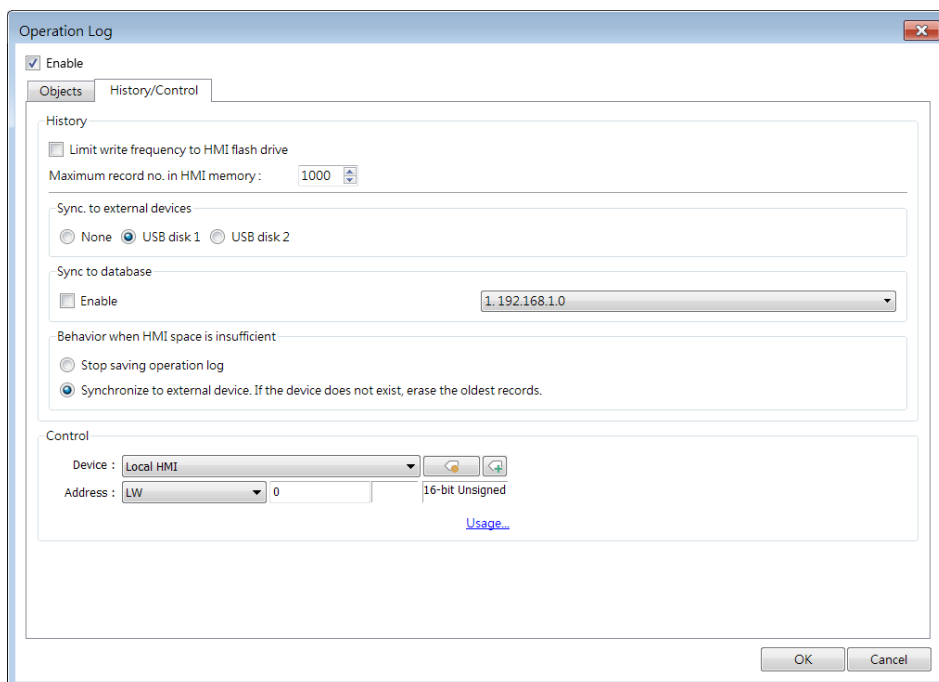 Operation Log
Enable
Objects History/Control
History
Limit write frequency to HMI flash drive
Maximum record no. in HMI memory : 1000
Sync. to external devices
None USB disk 1 USB disk 2
Sync to database
Enable 1. 192.168.1.0
Behavior when HMI space is insufficient
Stop saving operation log
Synchronize to external device. If the device does not exist, erase the oldest records.
Control
Device : Local HMI
Address : LW 0 16-bit Unsigned
Usage...
OK Cancel